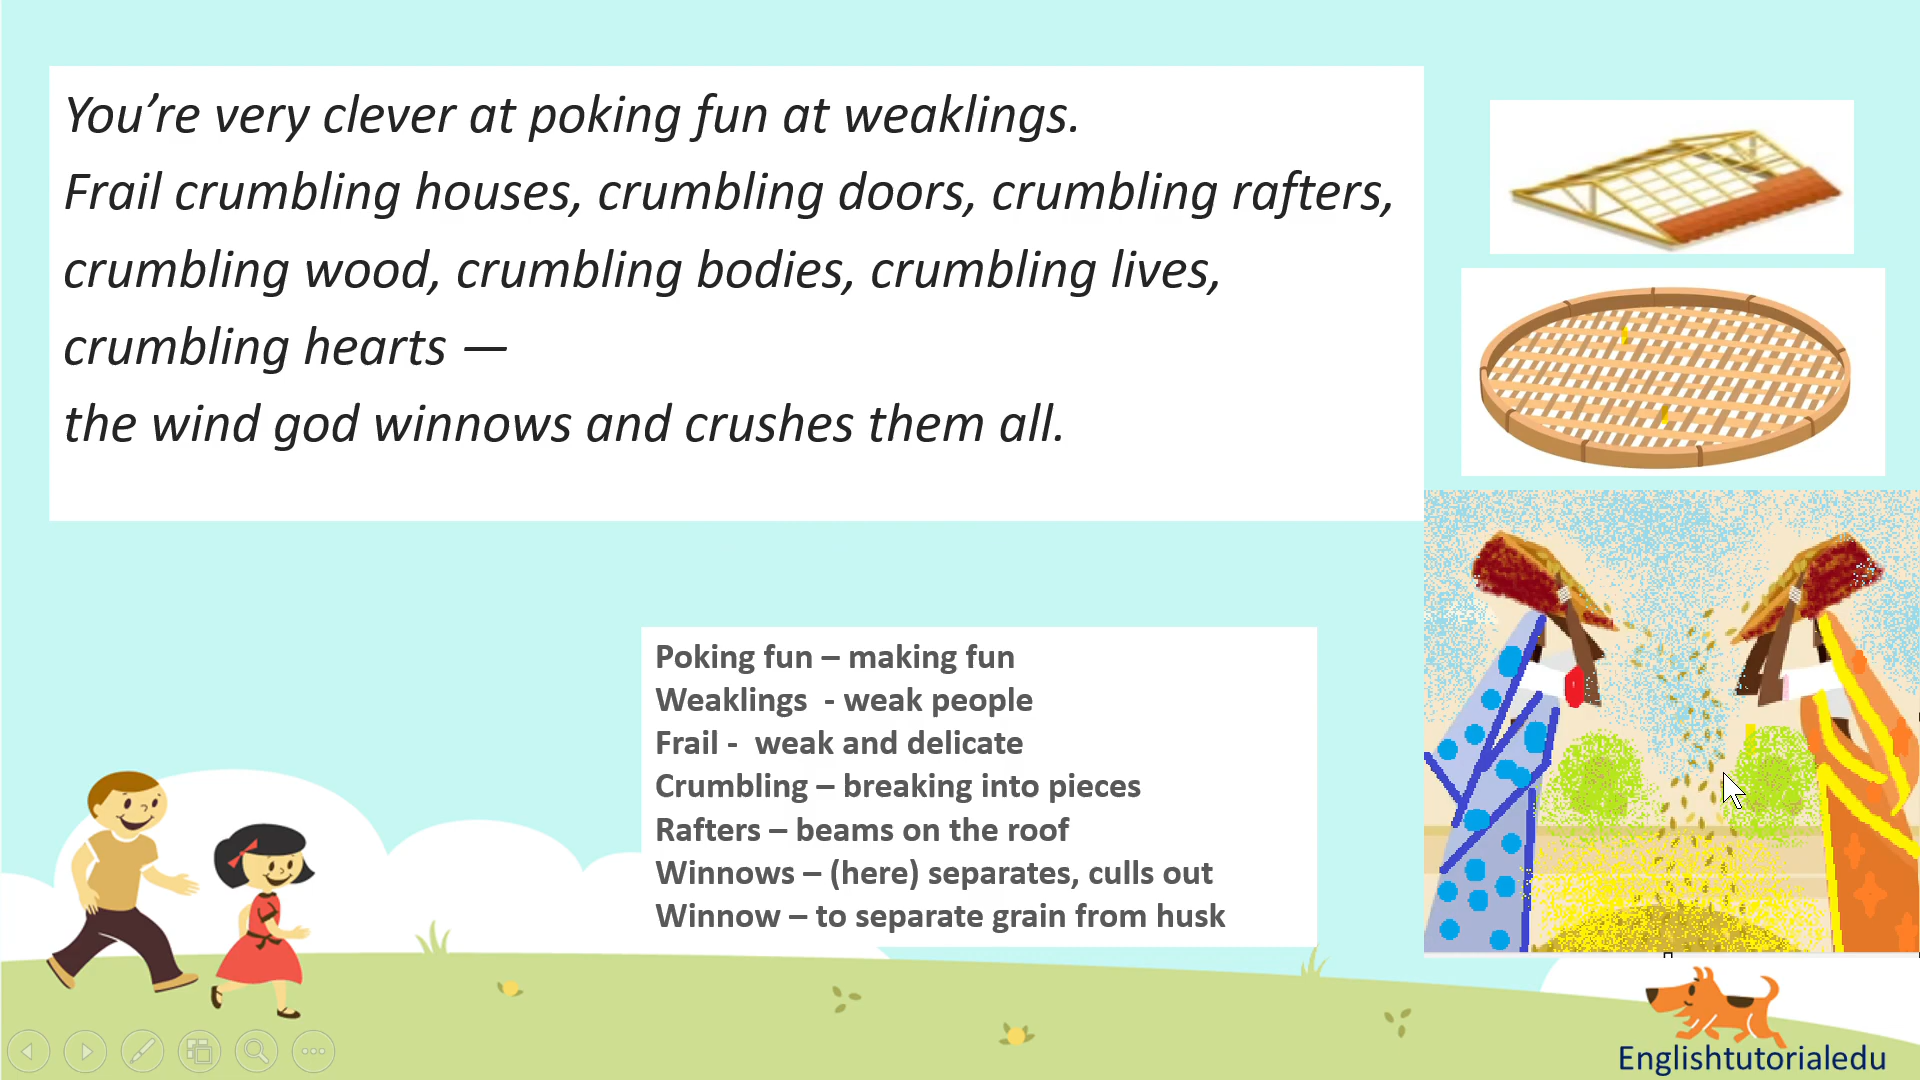 You’re very clever at poking fun at weaklings.
Frail crumbling houses, crumbling doors, crumbling rafters,
crumbling wood, crumbling bodies, crumbling lives,
crumbling hearts —
the wind god winnows and crushes them all.
Poking fun – making fun
Weaklings  - weak people
Frail -  weak and delicate
Crumbling – breaking into pieces
Rafters – beams on the roof
Winnows – (here) separates, culls out
Winnow – to separate grain from husk
Englishtutorialedu